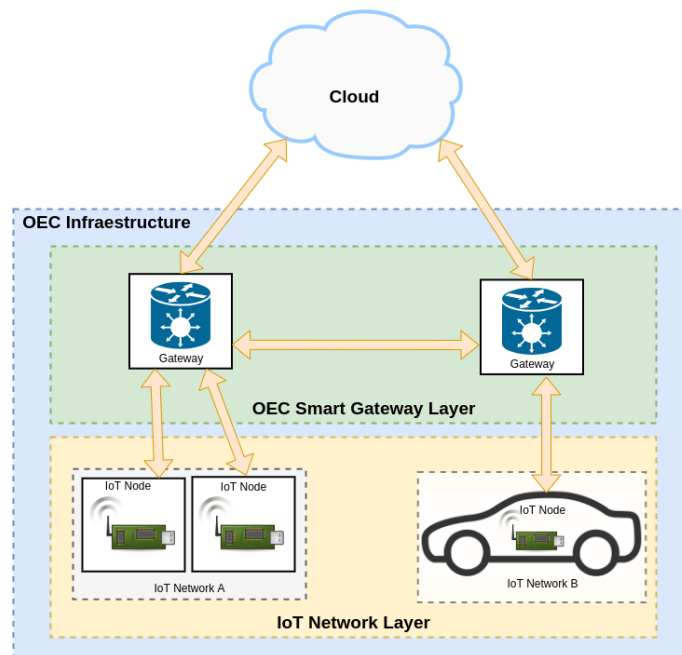 Cloud
OEC Infraestructure
Gateway
Gateway
OEC Smart Gateway Layer
IoT Node
IoT Node
IoT Node
IoT Network A
IoT Network B
IoT Network Layer